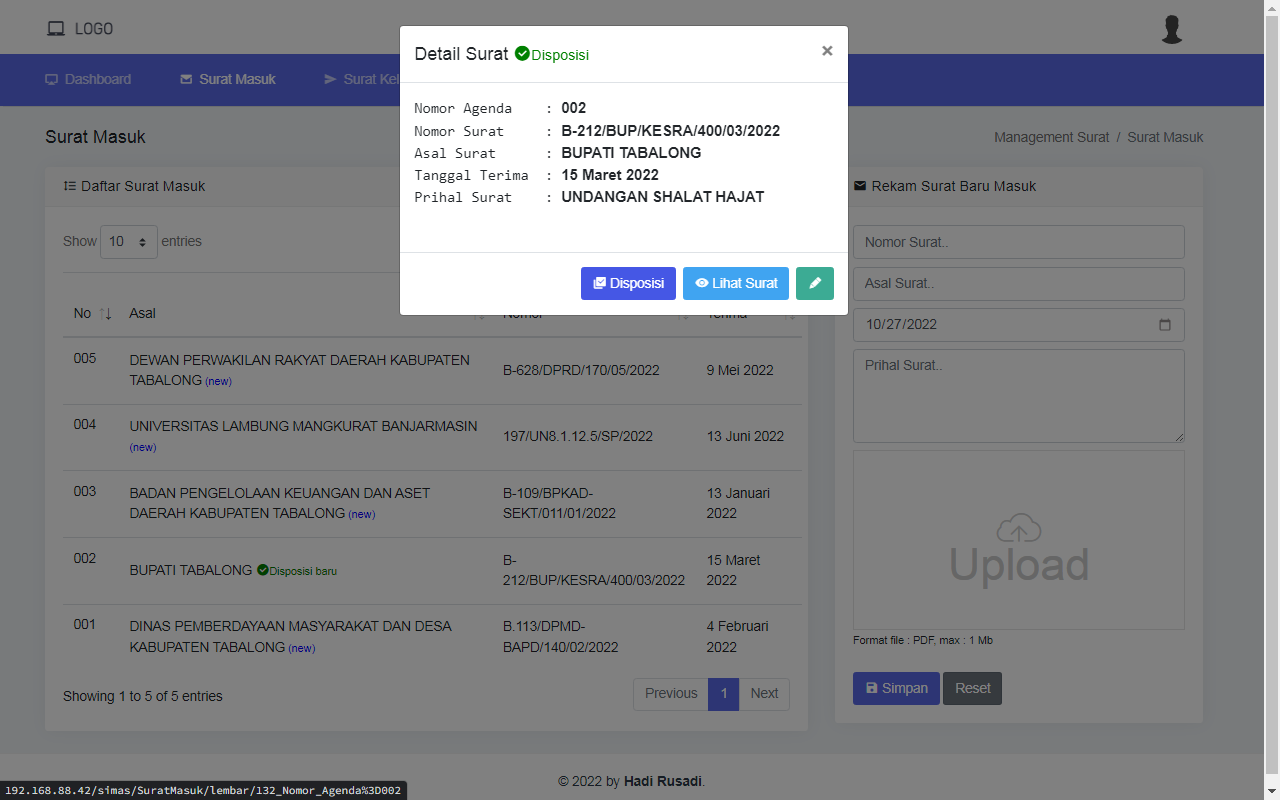 LOGO
Dashboard
Surat Masuk
Surat Kel
Detail Surat Disposisi
×
Nomor Agenda : 002
Nomor Surat : B-212/BUP/KESRA/400/03/2022
Asal Surat : BUPATI TABALONG
Tanggal Terima : 15 Maret 2022
Prihal Surat : UNDANGAN SHALAT HAJAT
Disposisi
Lihat Surat
Surat Masuk
Management Surat / Surat Masuk
Daftar Surat Masuk
Show 10 entries
No Asal Nomor Terima
005 DEWAN PERWAKILAN RAKYAT DAERAH KABUPATEN B-628/DPRD/170/05/2022 9 Mei 2022
TABALONG (new)
004 UNIVERSITAS LAMBUNG MANGKURAT BANJARMASIN 197/UN8.1.12.5/SP/2022 13 Juni 2022
(new)
003 BADAN PENGELOLAAN KEUANGAN DAN ASET B-109/BPKAD- 13 Januari
DAERAH KABUPATEN TABALONG (new) SEKT/011/01/2022 2022
002 BUPATI TABALONG Disposisi baru B- 15 Maret
212/BUP/KESRA/400/03/2022 2022
001 DINAS PEMBERDAYAAN MASYARAKAT DAN DESA B.113/DPMD- 4 Februari
KABUPATEN TABALONG (new) BAPD/140/02/2022 2022
Showing 1 to 5 of 5 entries
Previous 1 Next
Rekam Surat Baru Masuk
Nomor Surat..
Asal Surat..
10/27/2022
Prihal Surat..
Upload
Format file : PDF, max : 1 Mb
Simpan
Reset
© 2022 by Hadi Rusadi.
192.168.88.42/simas/SuratMasuk/lembar/132_Nomor_Agenda%3D002